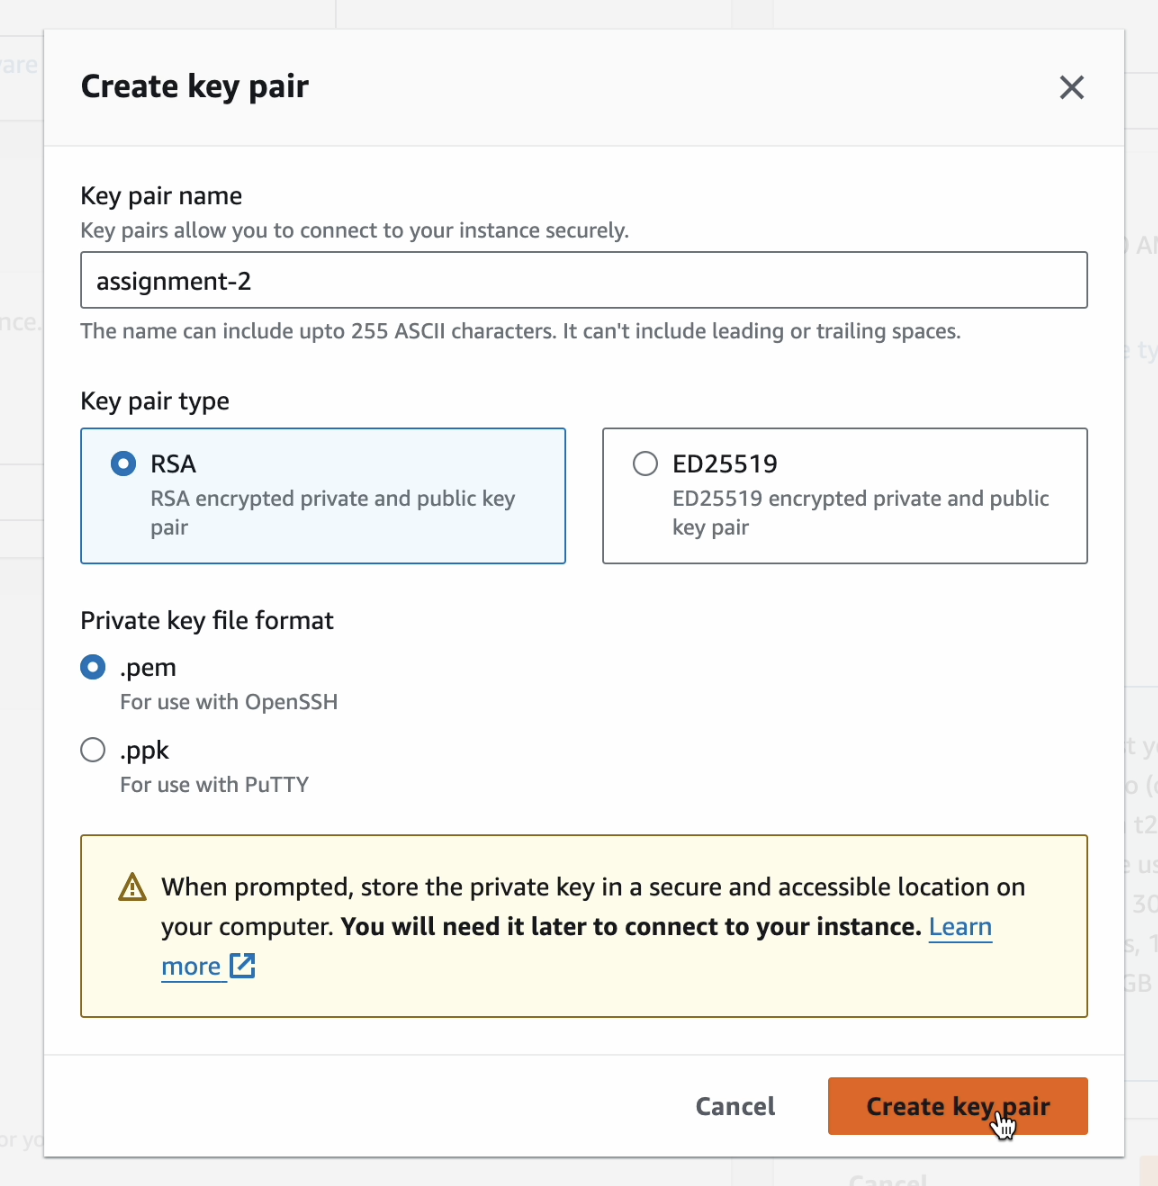 Create key pair
Key pair name
Key pairs allow you to connect to your instance securely.
assignment-2
The name can include upto 255 ASCII characters. It can't include leading or trailing spaces.
Key pair type
RSA
RSA encrypted private and public key
pair
ED25519
ED25519 encrypted private and public
key pair
Private key file format
.pem
For use with OpenSSH
.ppk
For use with PuTTY
When prompted, store the private key in a secure and accessible location on
your computer. You will need it later to connect to your instance. Learn
more
Cancel
Create key pair
Cancel